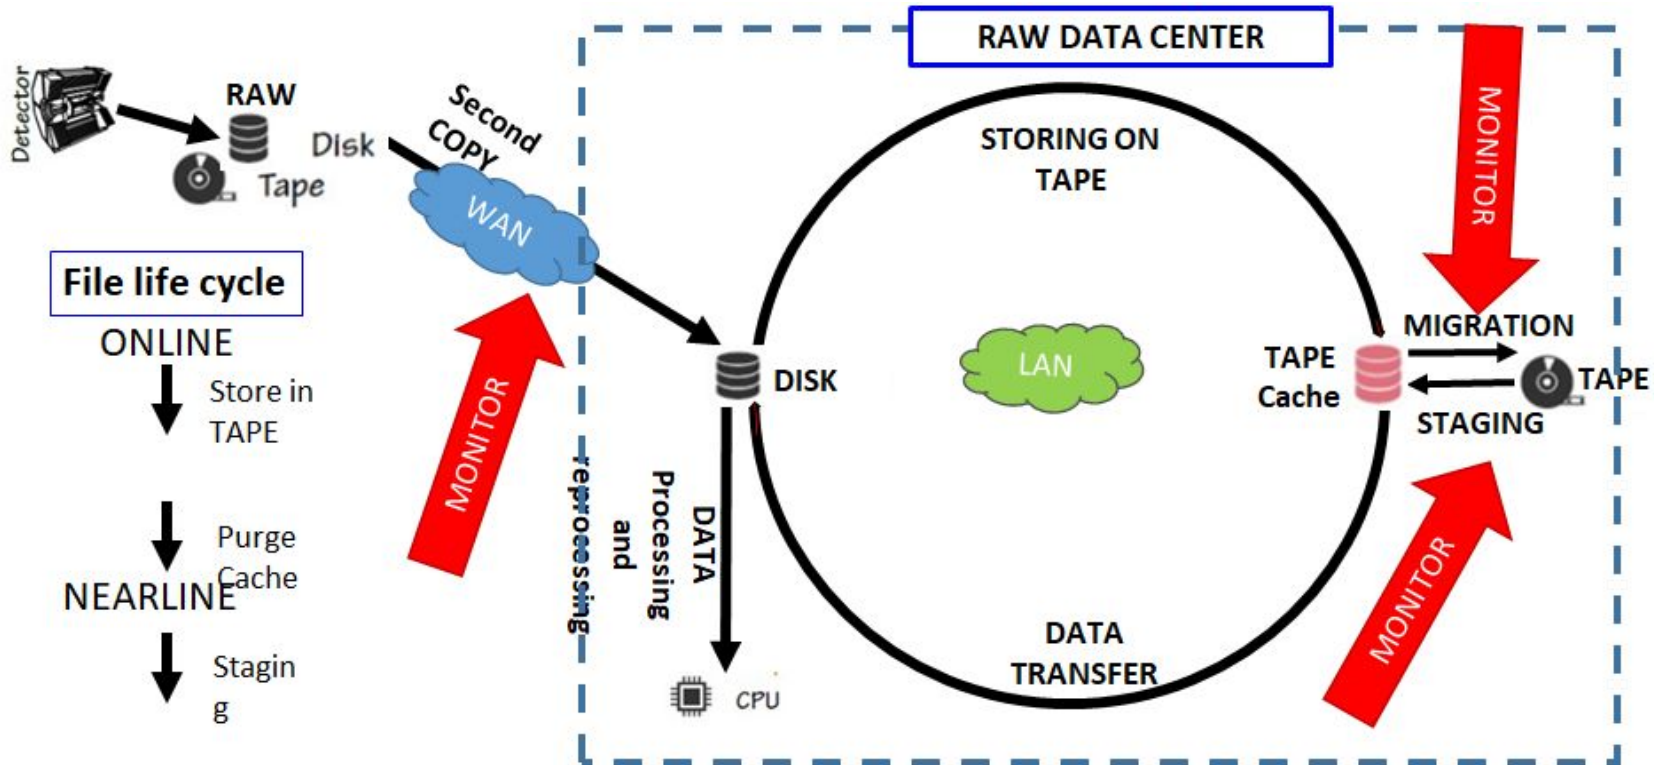 RAW DATA CENTER
Detector
RAW
Disk
Tape
Second
COPY
WAN
STORING ON
TAPE
MONITOR
File life cycle
ONLINE
Store in
TAPE
Purge
Cache
NEARLINE
Stagin
g
MONITOR
DISK
LAN
TAPE
Cache
MIGRATION
TAPE
STAGING
DATA
Processing
and
reprocessing
CPU
DATA
TRANSFER
MONITOR